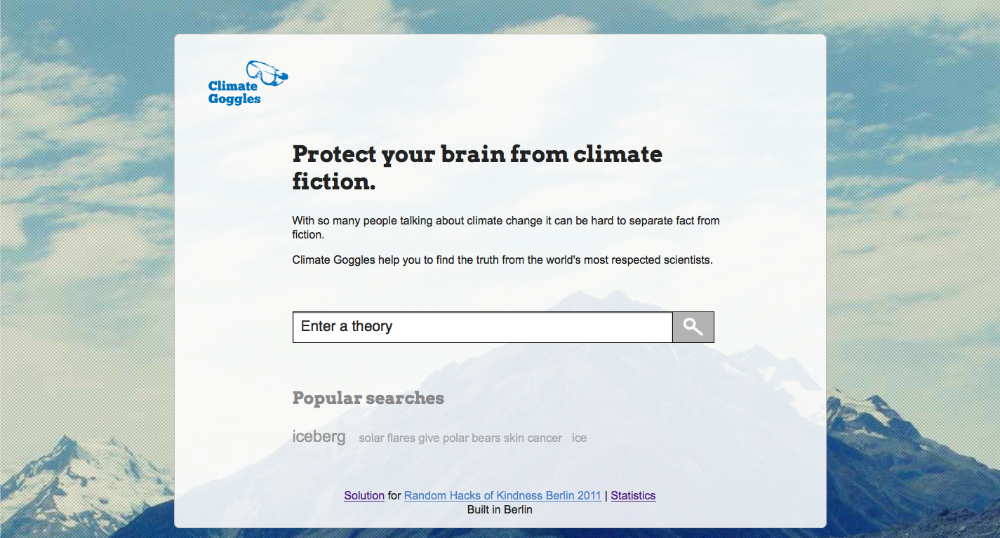 Climate
Goggles
Protect your brain from climate
fiction.
With so many people talking about climate change it can be hard to separate fact from
fiction.
Climate Goggles help you to find the truth from the world's most respected scientists.
Enter a theory
Popular searches
iceberg solar flares give polar bears skin cancer ice
Solution for Random Hacks of Kindness Berlin 2011 | Statistics
Built in Berlin